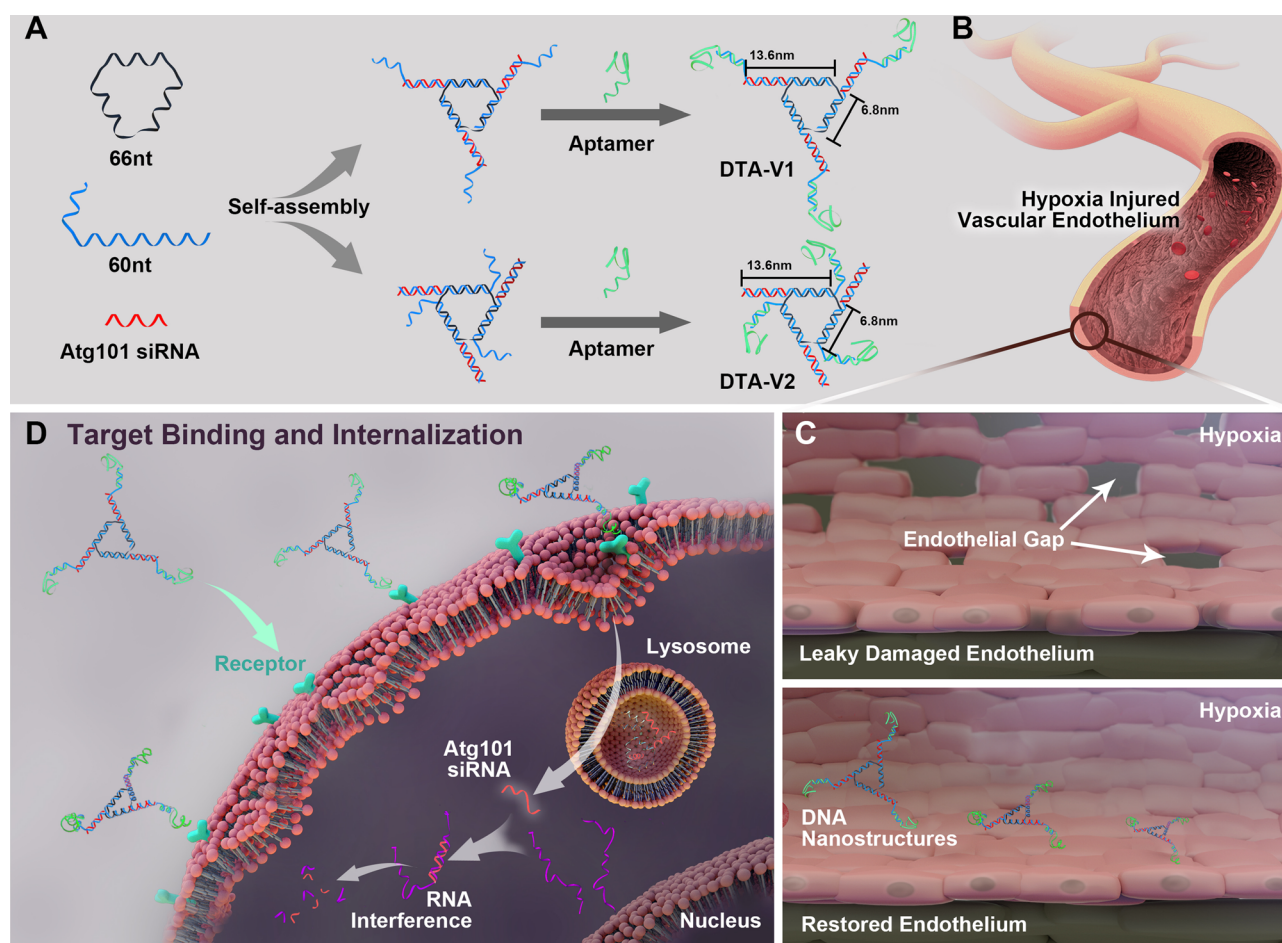 A
66nt
60nt
Atg101 siRNA
Self-assembly
Aptamer
13.6nm
6.8nm
DTA-V1
Aptamer
13.6nm
6.8nm
DTA-V2
B
Hypoxia Injured
Vascular Endothelium
D Target Binding and Internalization
Receptor
Lysosome
Atg101
siRNA
RNA
Interference
Nucleus
C
Hypoxia
Endothelial Gap
Leaky Damaged Endothelium
Hypoxia
DNA
Nanostructures
Restored Endothelium